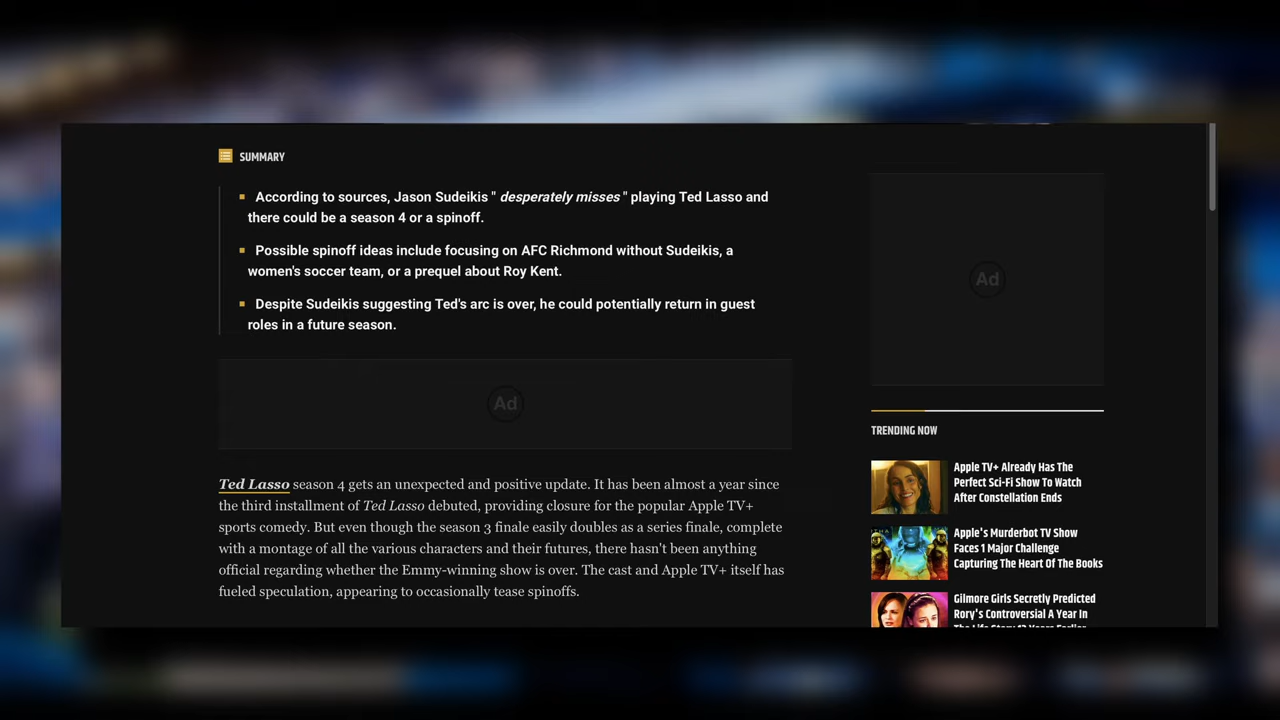 SUMMARY
According to sources, Jason Sudeikis " desperately misses " playing Ted Lasso and
there could be a season 4 or a spinoff.
Possible spinoff ideas include focusing on AFC Richmond without Sudeikis, a
women's soccer team, or a prequel about Roy Kent.
Despite Sudeikis suggesting Ted's arc is over, he could potentially return in guest
roles in a future season.
Ad
Ted Lasso season 4 gets an unexpected and positive update. It has been almost a year since
the third installment of Ted Lasso debuted, providing closure for the popular Apple TV+
sports comedy. But even though the season 3 finale easily doubles as a series finale, complete
with a montage of all the various characters and their futures, there hasn't been anything
official regarding whether the Emmy-winning show is over. The cast and Apple TV+ itself has
fueled speculation, appearing to occasionally tease spinoffs.
Ad
TRENDING NOW
Apple TV+ Already Has The
Perfect Sci-Fi Show To Watch
After Constellation Ends
Apple's Murderbot TV Show
Faces 1 Major Challenge
Capturing The Heart Of The Books
Gilmore Girls Secretly Predicted
Rory's Controversial A Year In